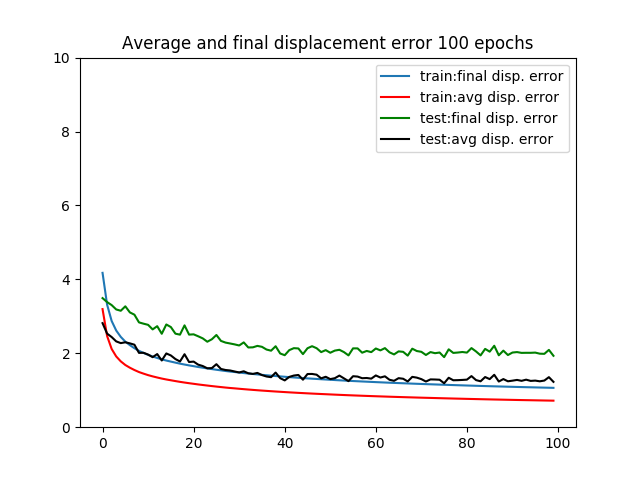 Average and final displacement error 100 epochs
10
8
6
4
2
0
train:final disp. error
train:avg disp. error
test:final disp. error
test:avg disp. error
0 20 40 60 80 100